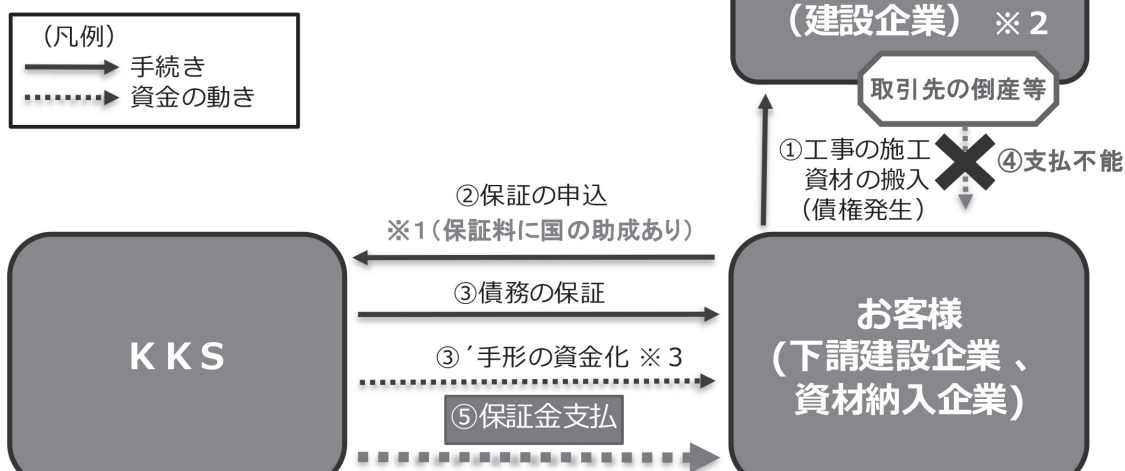 （凡例）
手続き
資金の動き
（建設企業） ※２
取引先の倒産等
①工事の施工
資材の搬入
（債権発生）
④支払不能
②保証の申込
※１（保証料に国の助成あり）
③債務の保証
③´手形の資金化 ※３
⑤保証金支払
ＫＫＳ
お客様
(下請建設企業 、
資材納入企業)